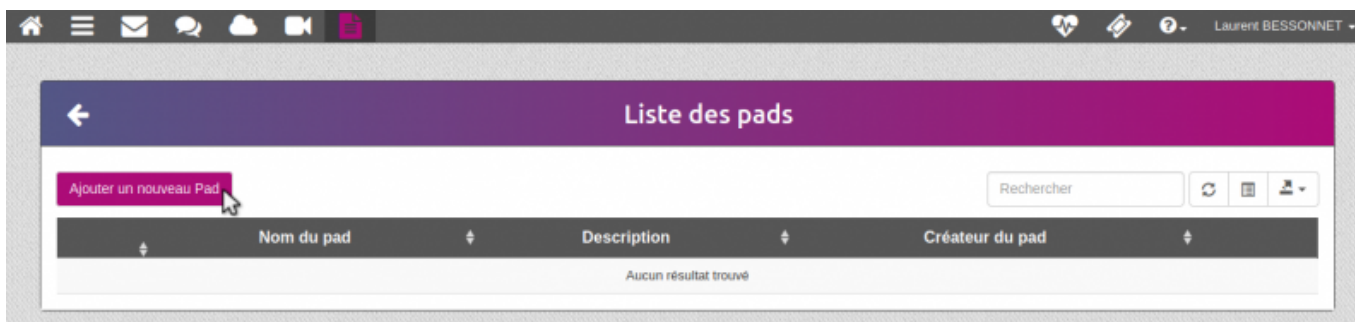 Laurent BESSONNET
Liste des pads
Ajouter un nouveau Pad
Rechercher
Nom du pad Description Créateur du pad
Aucun résultat trouvé